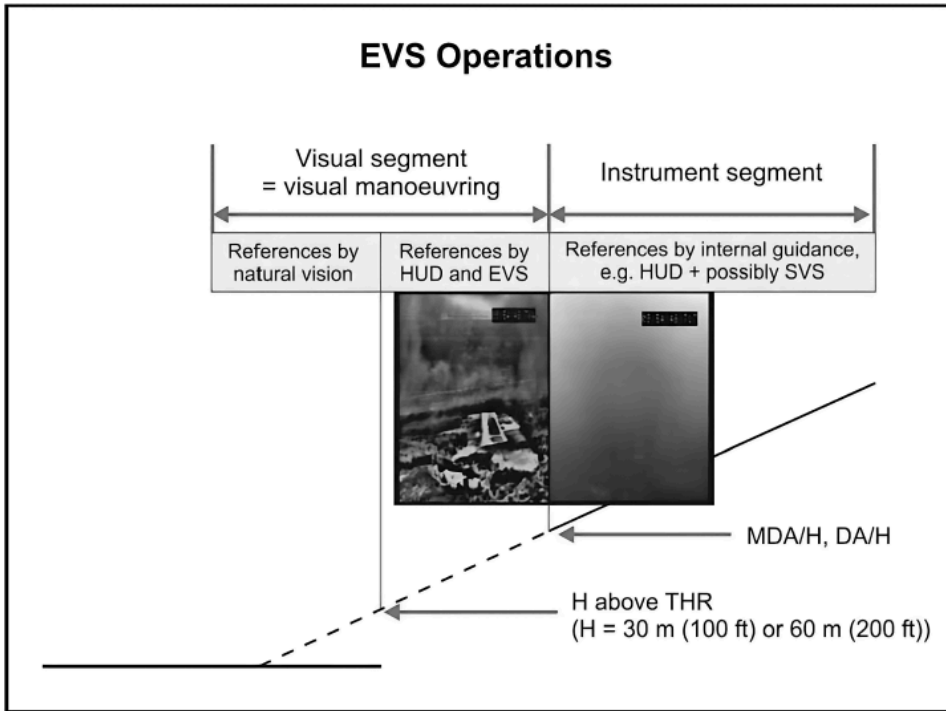 EVS Operations
Visual segment
= visual manoeuvring
Instrument segment
References by
natural vision
References by
HUD and EVS
References by internal guidance,
e.g. HUD + possibly SVS
MDA/H, DA/H
H above THR
(H = 30 m (100 ft) or 60 m (200 ft))